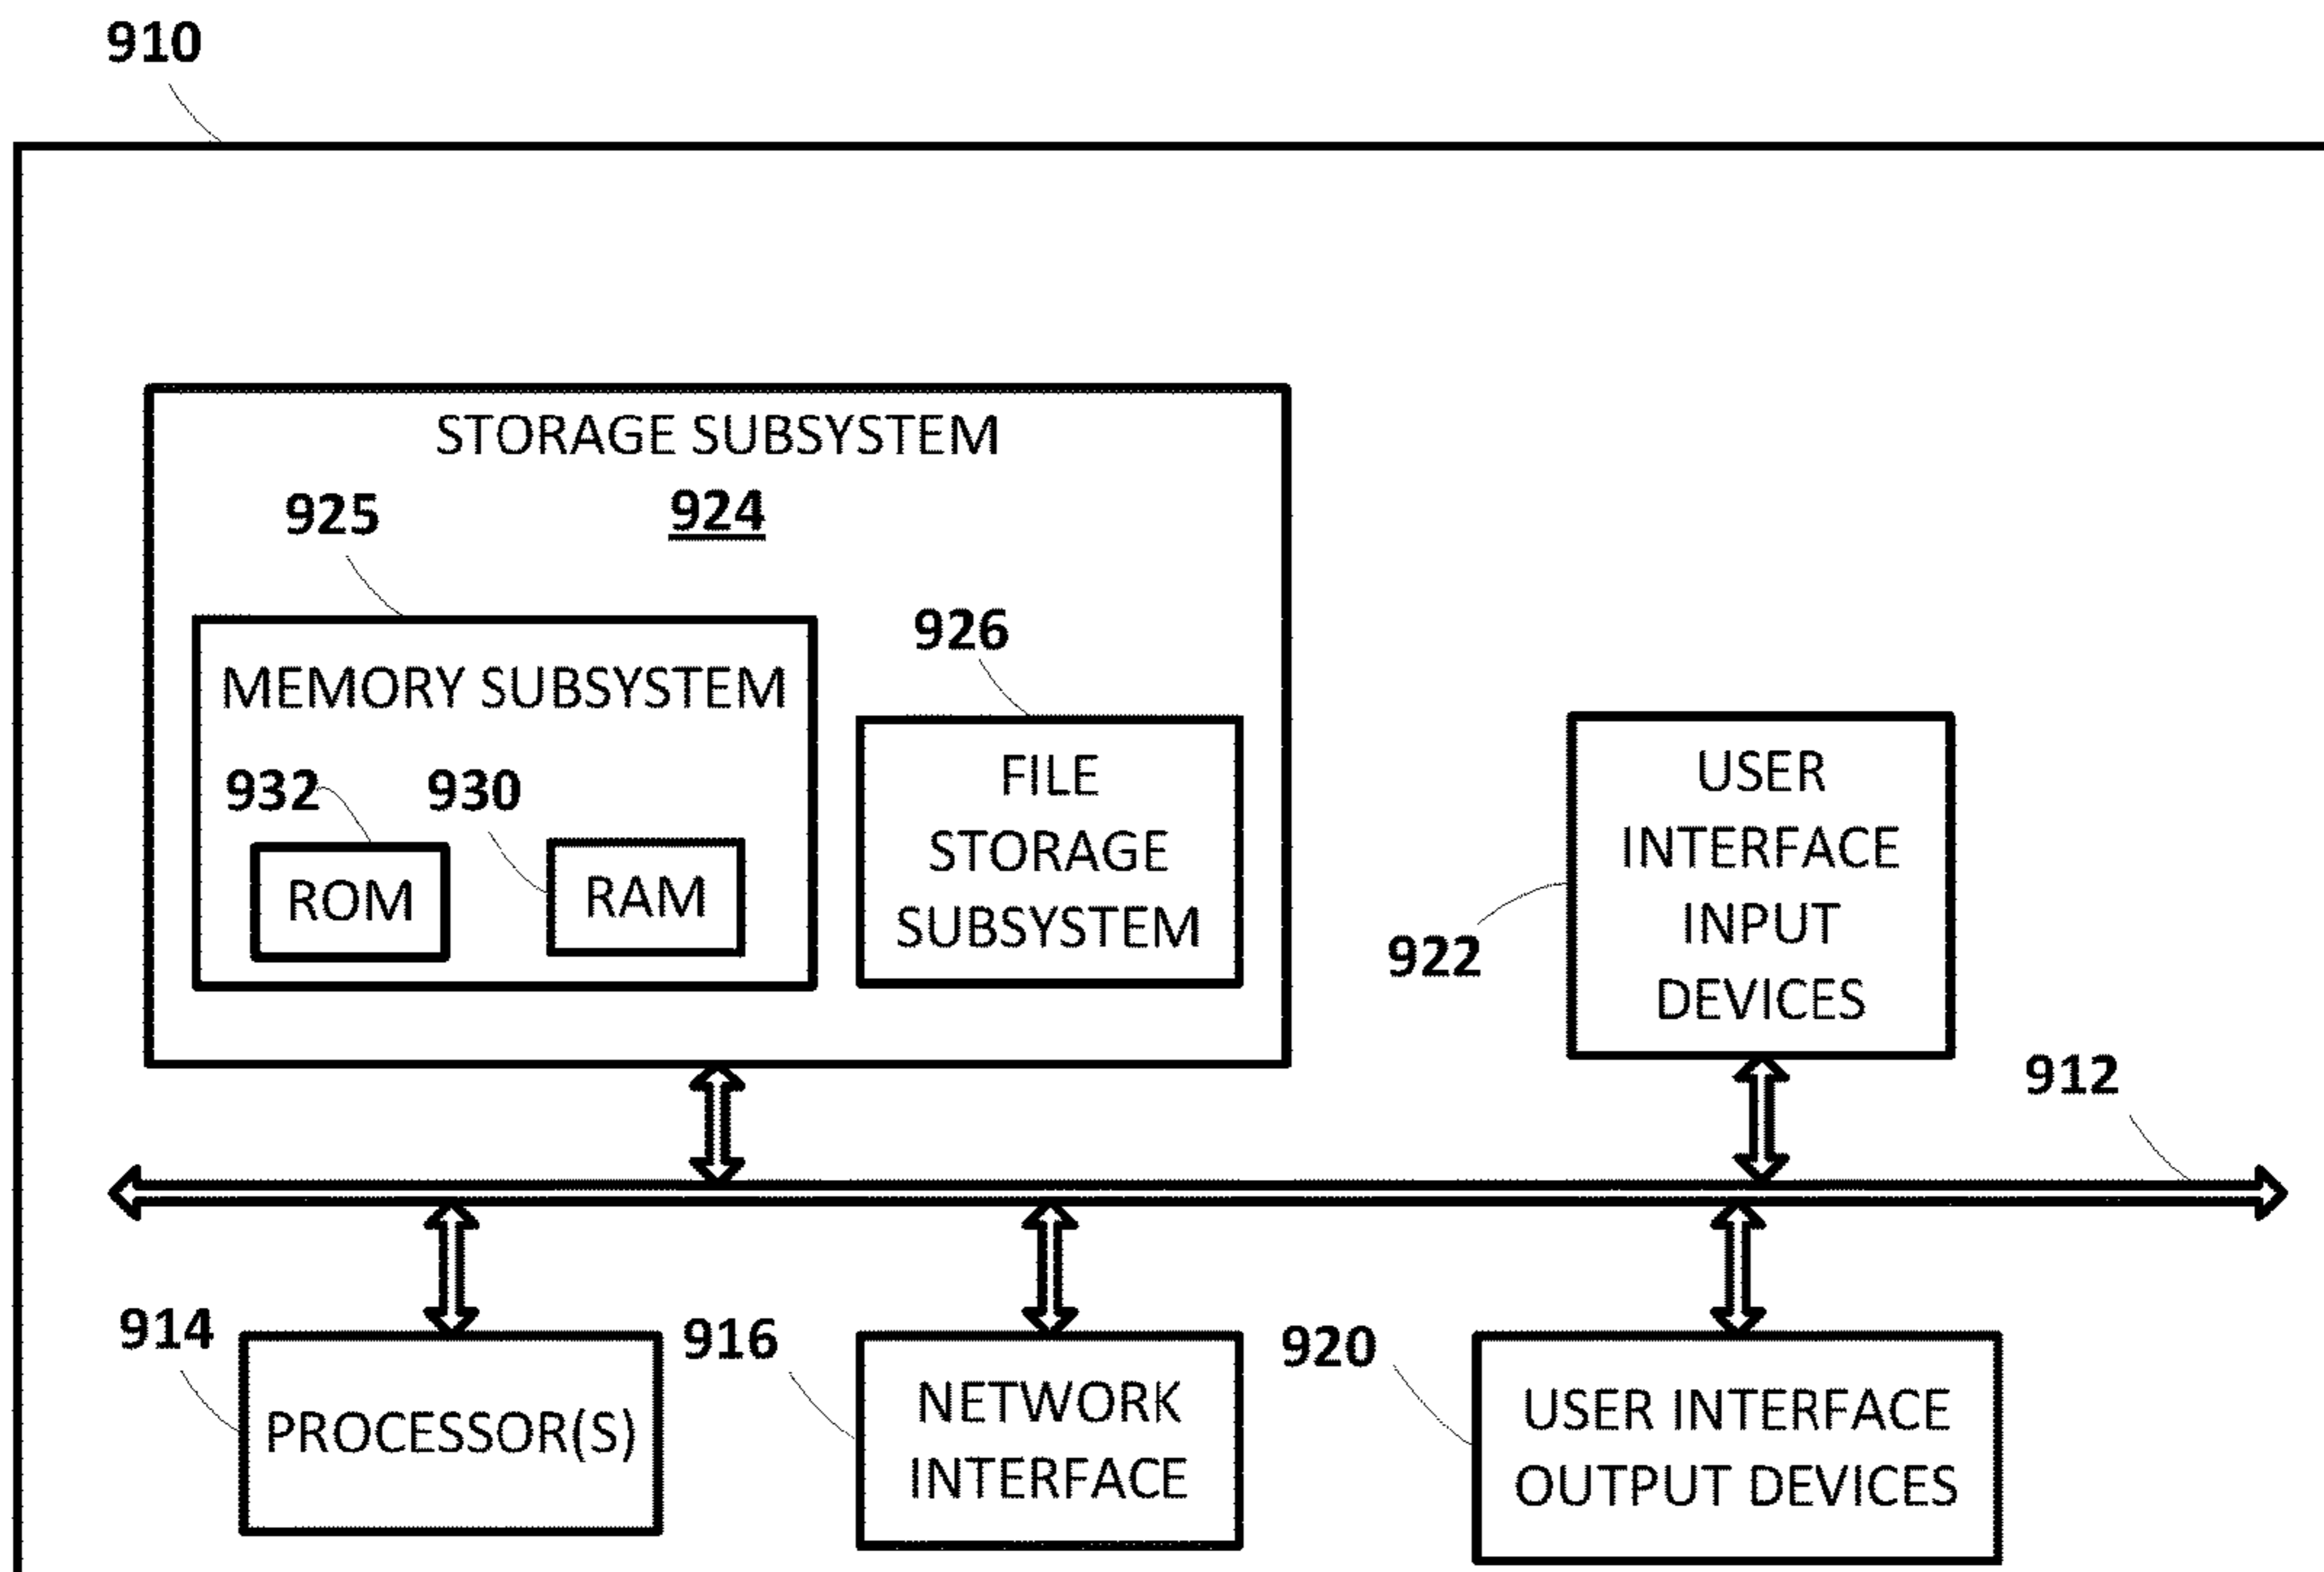 910
STORAGE SUBSYSTEM
924
925
MEMORY SUBSYSTEM
932
930
ROM
RAM
926
FILE
STORAGE
SUBSYSTEM
USER
INTERFACE
INPUT
DEVICES
922
912
914
PROCESSOR(S)
916
NETWORK
INTERFACE
920
USER INTERFACE
OUTPUT DEVICES